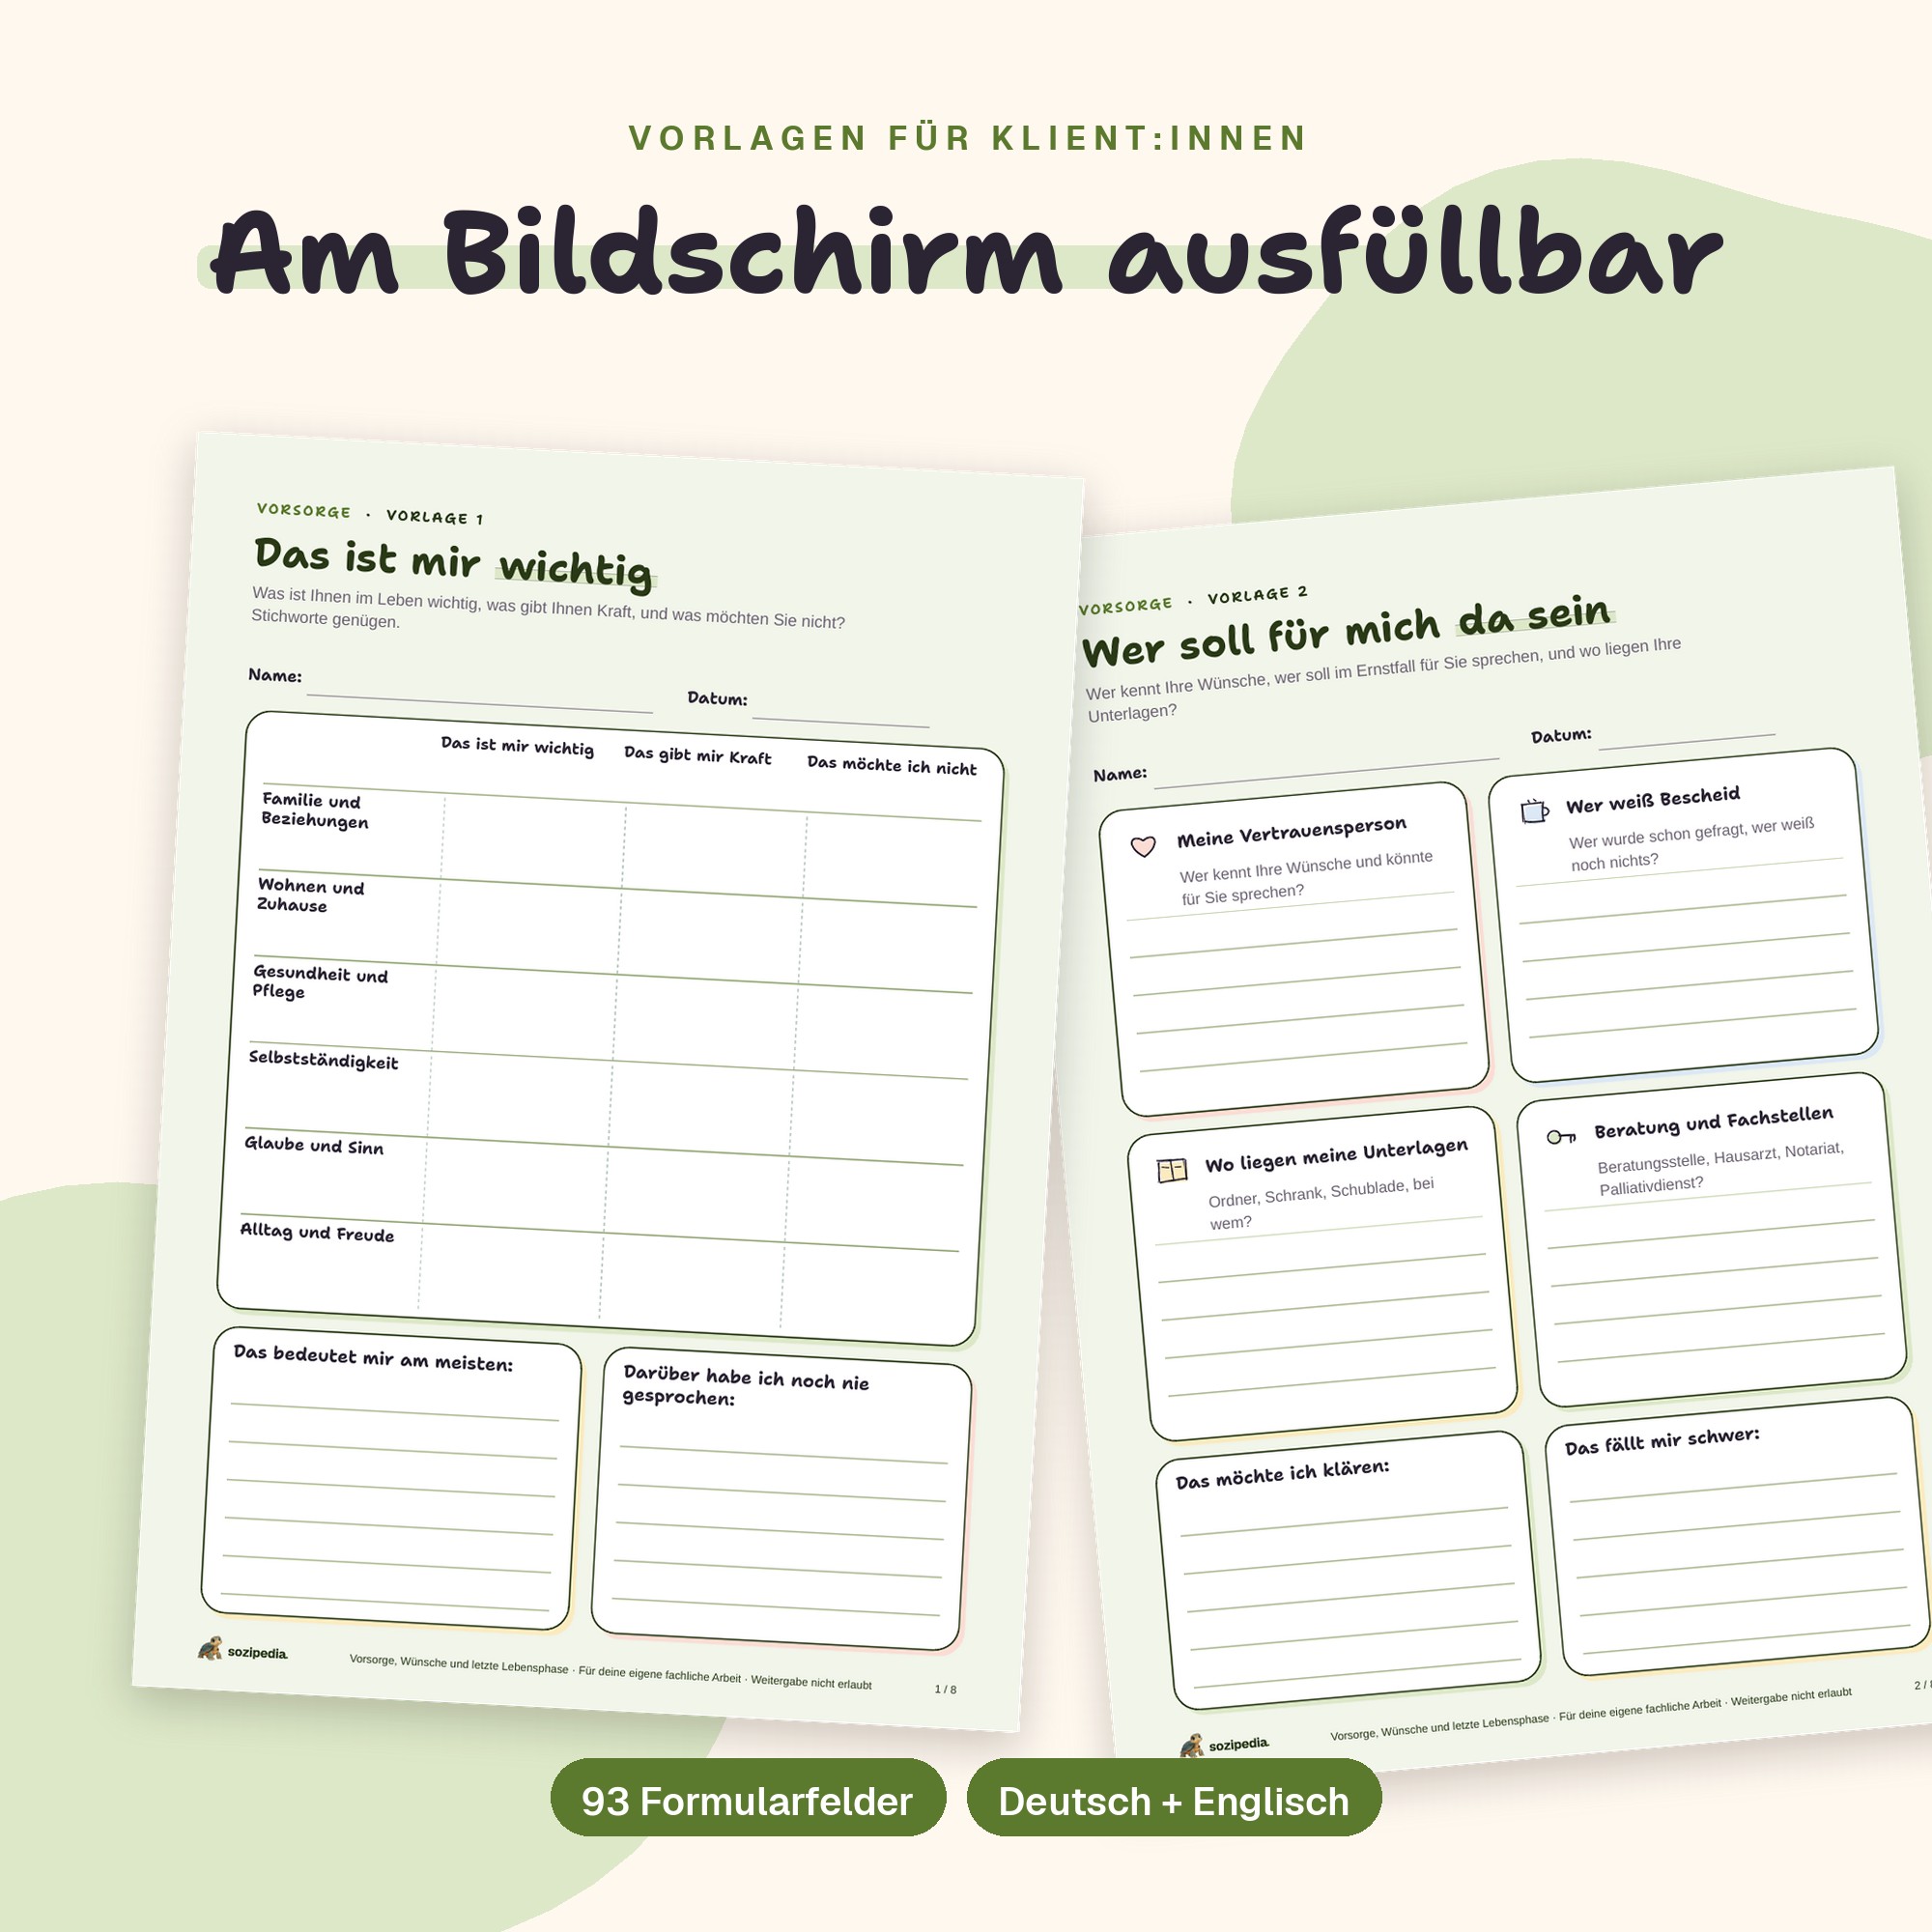 VORLAGEN FÜR KLIENT:INNEN
Am Bildschirm ausfüllbar
VORSORGE · VORLAGE 1
Das ist mir wichtig
Was ist Ihnen im Leben wichtig, was gibt Ihnen Kraft, und was möchten Sie nicht?
Stichworte genügen.
Name:
Datum:
Das ist mir wichtig
Das gibt mir Kraft
Das möchte ich nicht
Familie und
Beziehungen
Wohnen und
Zuhause
Gesundheit und
Pflege
Selbstständigkeit
Glaube und Sinn
Alltag und Freude
Das bedeutet mir am meisten:
Darüber habe ich noch nie
gesprochen:
sozipedia.
Vorsorge, Wünsche und letzte Lebensphase · Für deine eigene fachliche Arbeit · Weitergabe nicht erlaubt
1 / 8
VORSORGE · VORLAGE 2
Wer soll für mich da sein
Wer kennt Ihre Wünsche, wer soll im Ernstfall für Sie sprechen, und wo liegen Ihre
Unterlagen?
Name:
Datum:
Meine Vertrauensperson
Wer kennt Ihre Wünsche und könnte
für Sie sprechen?
Wer weiß Bescheid
Wer wurde schon gefragt, wer weiß
noch nichts?
Wo liegen meine Unterlagen
Ordner, Schrank, Schublade, bei
wem?
Beratung und Fachstellen
Beratungsstelle, Hausarzt, Notariat,
Palliativdienst?
Das möchte ich klären:
Das fällt mir schwer:
sozipedia.
Vorsorge, Wünsche und letzte Lebensphase · Für deine eigene fachliche Arbeit · Weitergabe nicht erlaubt
2 / 8
93 Formularfelder
Deutsch + Englisch